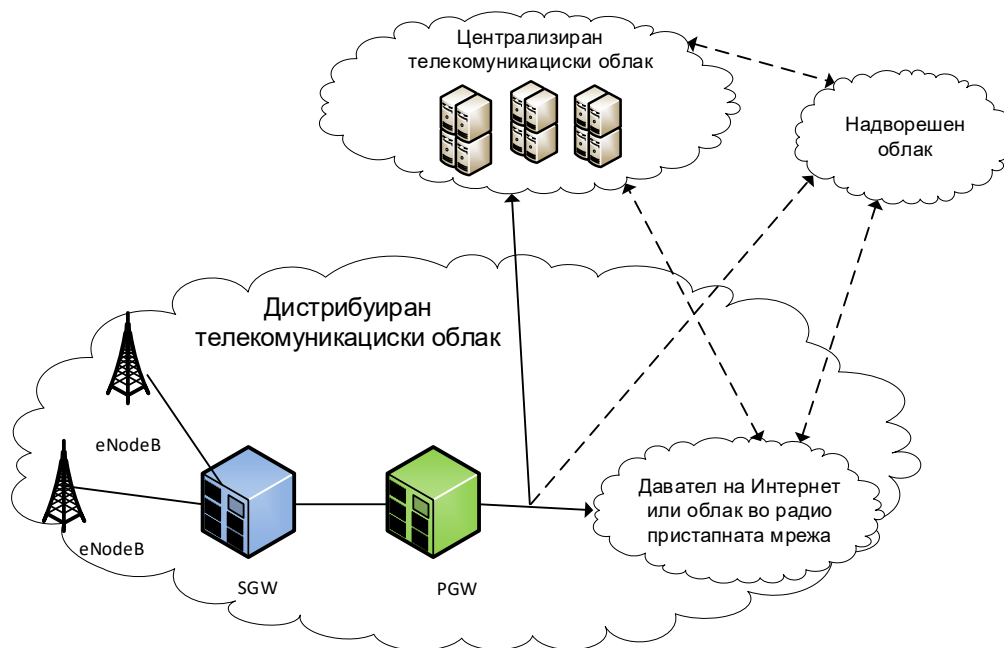 Централизиран
телекомуникациски облак
Надворешен
облак
Дистрибуиран
телекомуникациски облак
eNodeB
eNodeB
SGW
PGW
Давател на Интернет
или облак во радио
пристапната мрежа